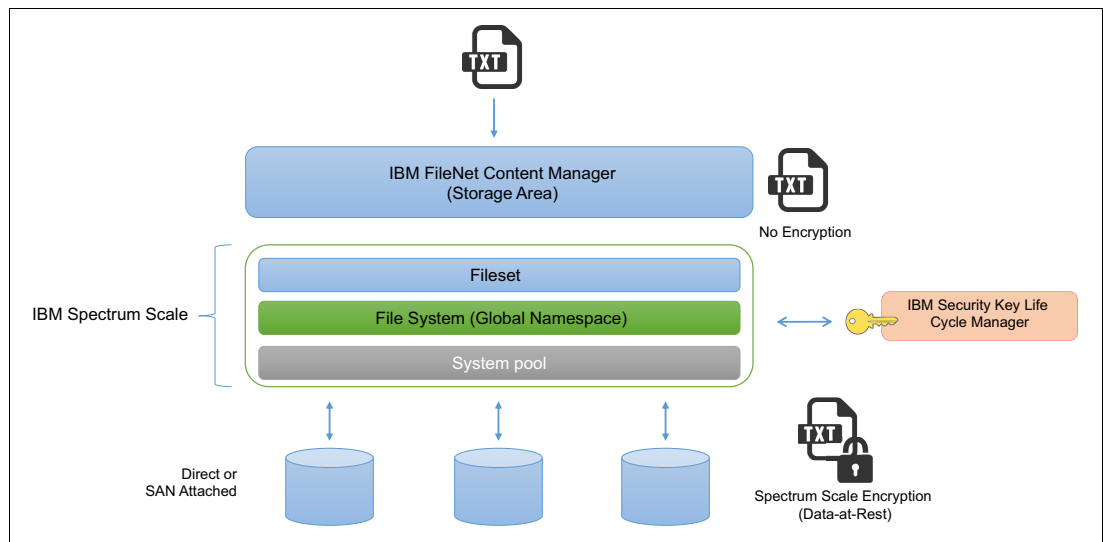 TXT
IBM FileNet Content Manager
(Storage Area)
TXT
No Encryption
IBM Spectrum Scale
Fileset
File System (Global Namespace)
System pool
IBM Security Key Life
Cycle Manager
Direct or
SAN Attached
TXT
Spectrum Scale Encryption
(Data-at-Rest)